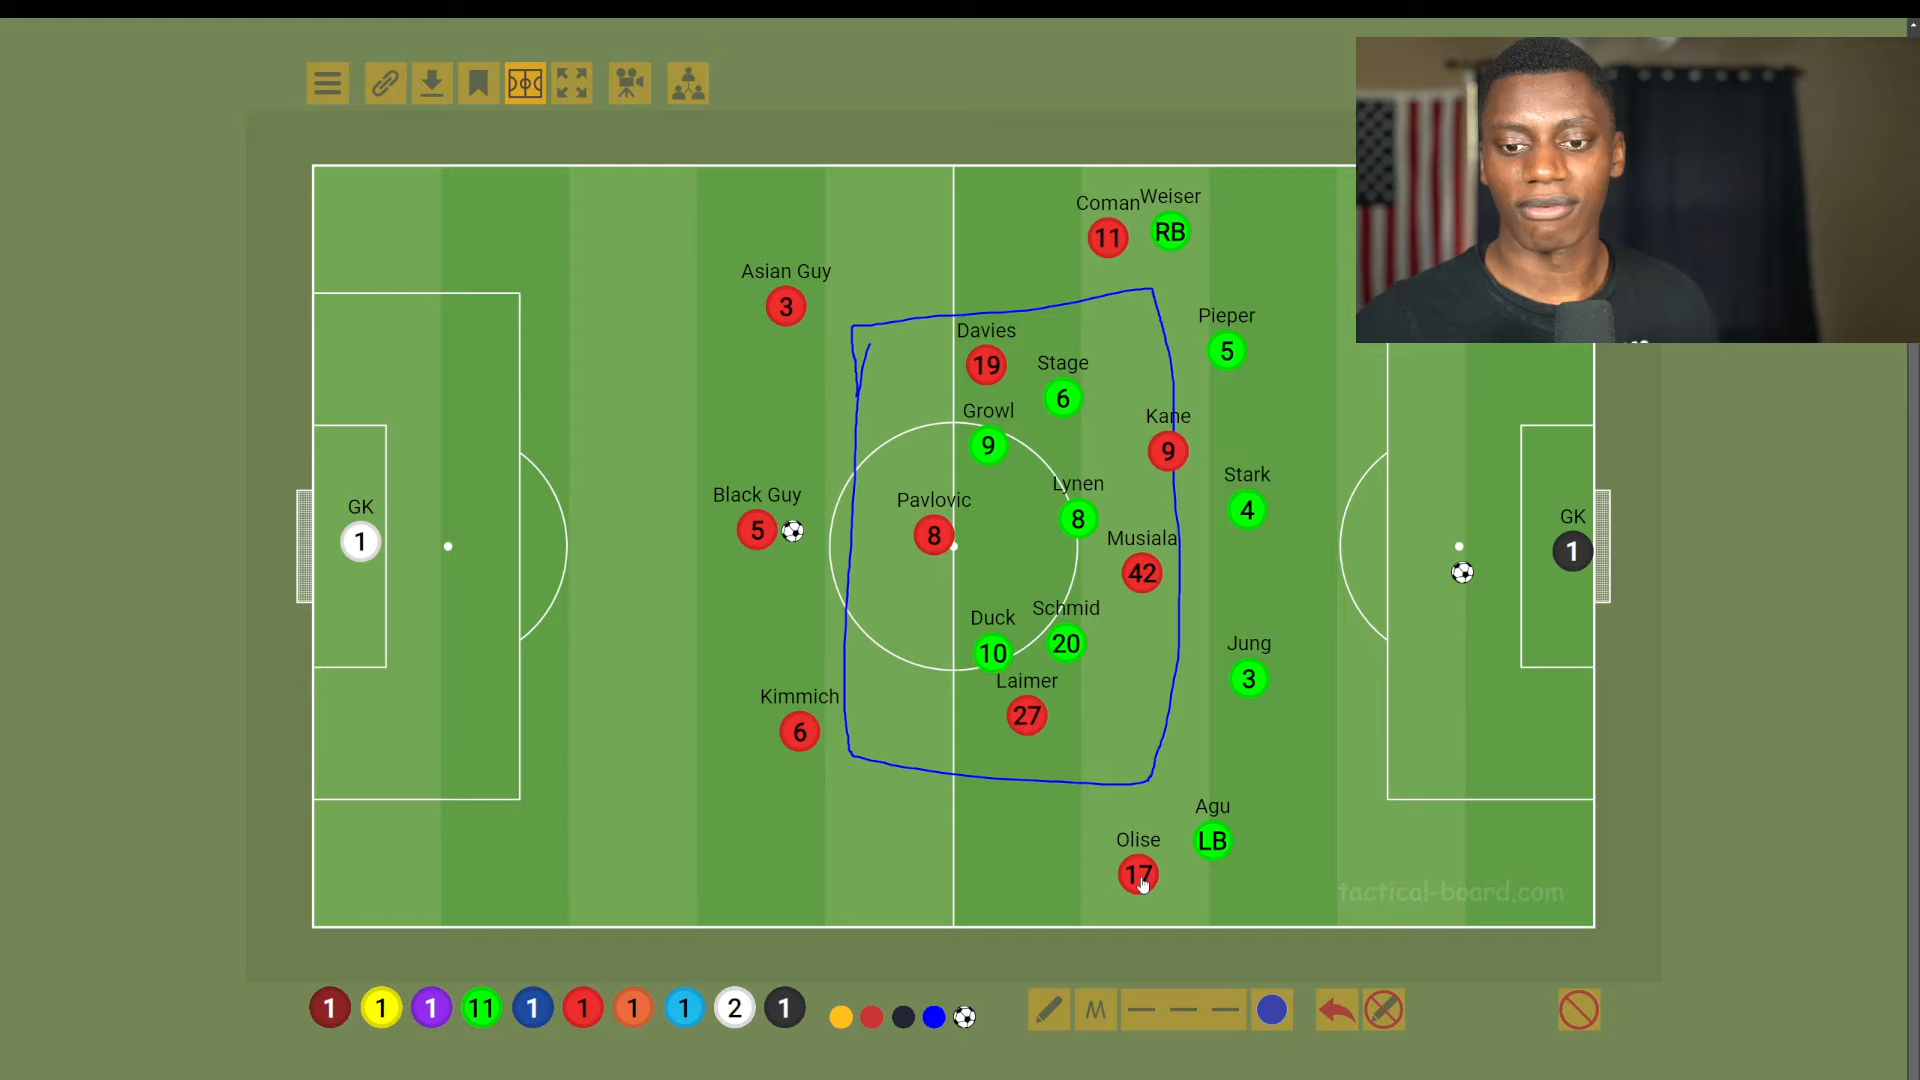 Coman Weiser
11 RB
Asian Guy
3
Pieper
5
Davies
19
Stage
6
Growl
9
Kane
9
Stark
4
Lynen
8
Black Guy
5
Pavlovic
8
GK
1
GK
1
Musiala
42
Schmid
20
Duck
10
Jung
3
Laimer
27
Kimmich
6
Agu
LB
Olise
17
tactical-board.com
1 1 1 11 1 1 1 1 2 1